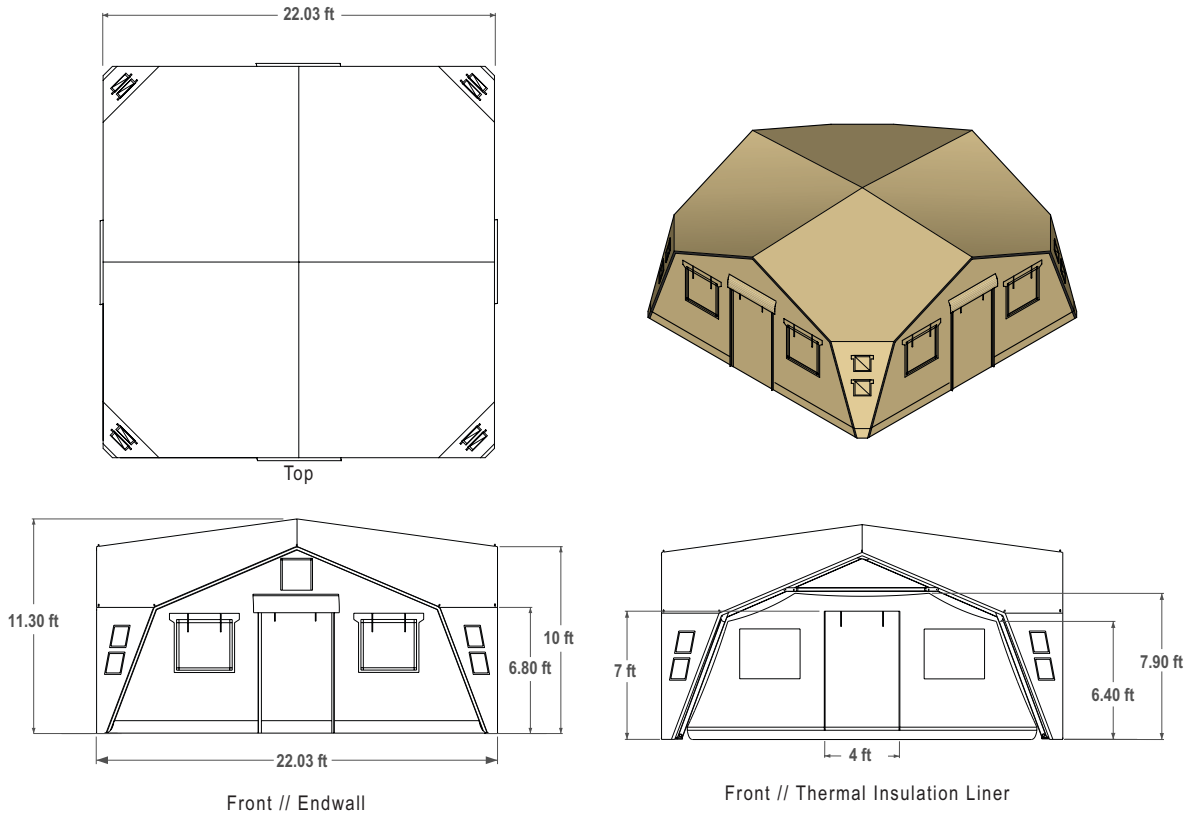 22.03 ft
Top
11.30 ft
10 ft
6.80 ft
22.03 ft
Front // Endwall
7 ft
7.90 ft
6.40 ft
4 ft
Front // Thermal Insulation Liner